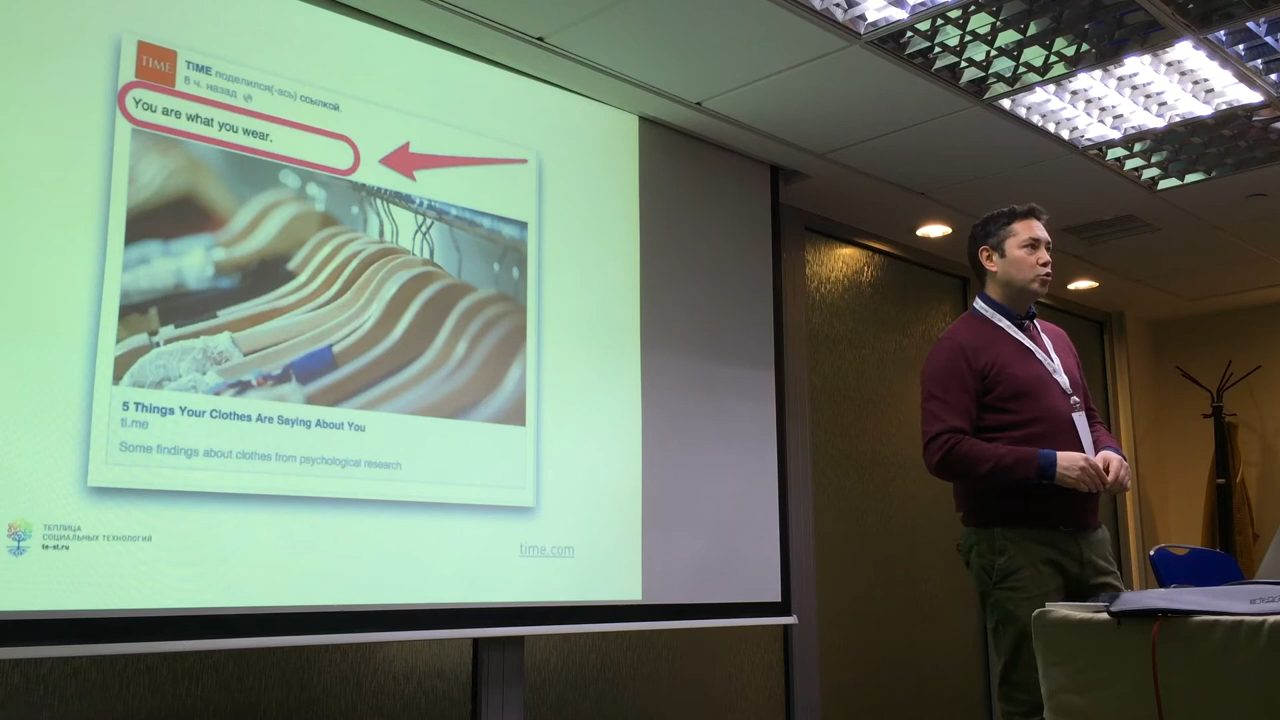 TIME
TIME поделился(-ась) ссылкой.
6 ч. назад
You are what you wear.
5 Things Your Clothes Are Saying About You
ti.me
Some findings about clothes from psychological research
ТЕПЛИЦА
СОЦИАЛЬНЫХ ТЕХНОЛОГИЙ
te-st.ru
time.com